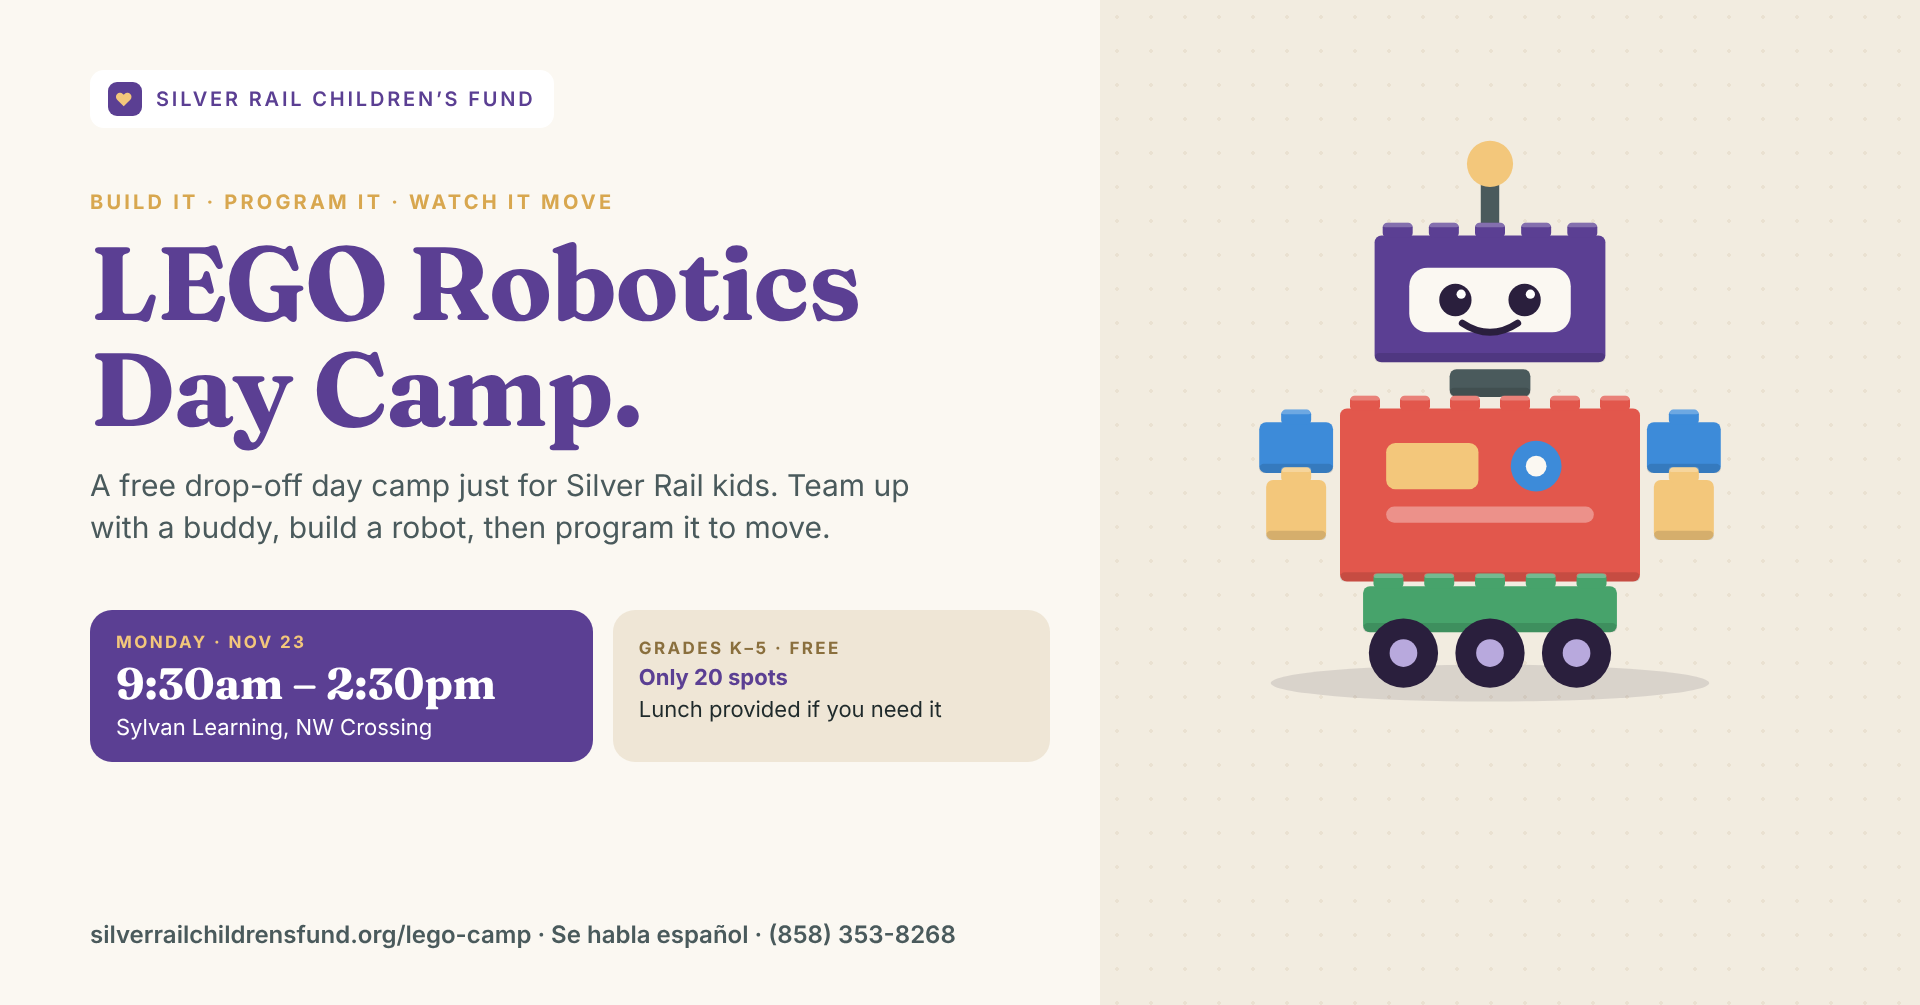 SILVER RAIL CHILDREN’S FUND
BUILD IT · PROGRAM IT · WATCH IT MOVE
LEGO Robotics
Day Camp.
A free drop-off day camp just for Silver Rail kids. Team up
with a buddy, build a robot, then program it to move.
MONDAY · NOV 23
9:30am – 2:30pm
Sylvan Learning, NW Crossing
GRADES K–5 · FREE
Only 20 spots
Lunch provided if you need it
silverrailchildrensfund.org/lego-camp · Se habla español · (858) 353-8268